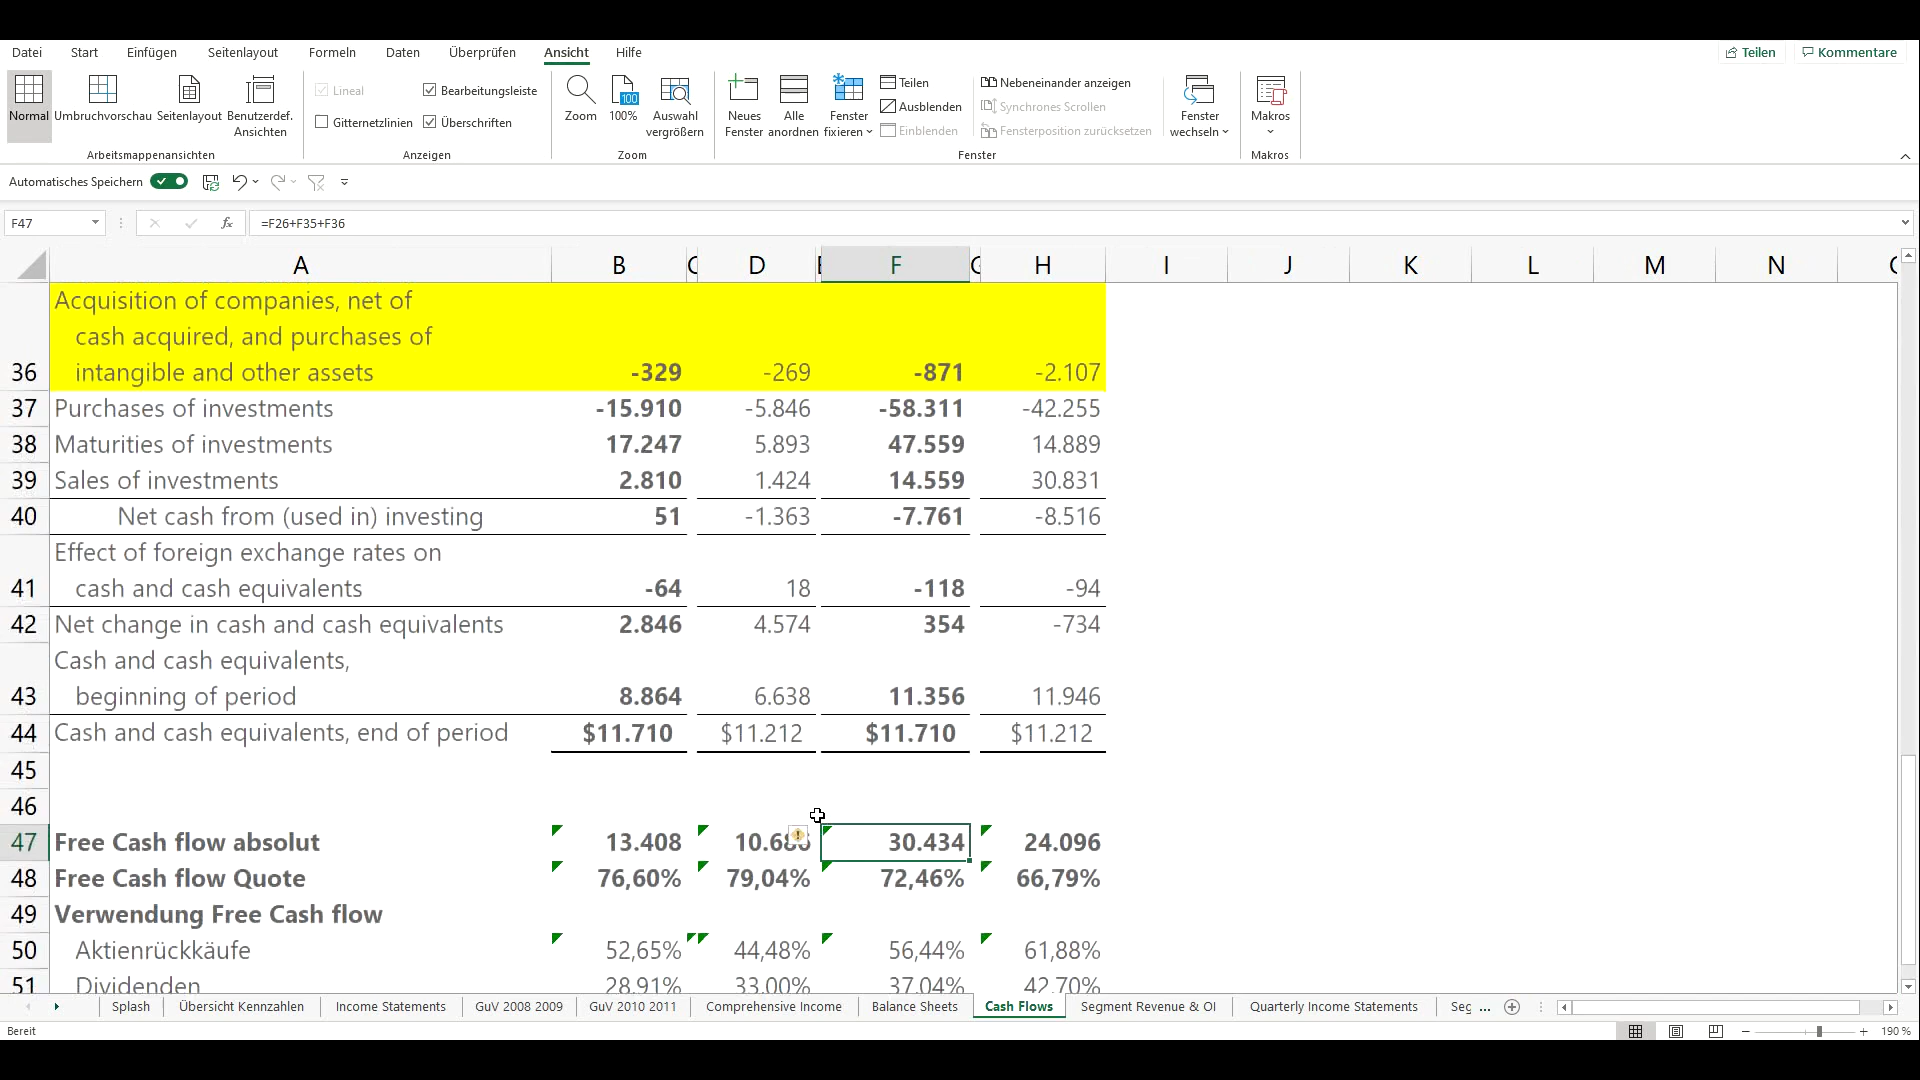 Datei Start Einfügen Seitenlayout Formeln Daten Überprüfen Ansicht Hilfe Teilen Kommentare
Normal Umbruchvorschau Seitenlayout Benutzerdef. Ansichten
Arbeitsmappenansichten
Lineal Bearbeitungsleiste
Gitternetzlinien Überschriften
Anzeigen
Zoom 100% Auswahl vergrößern
100
Zoom
Neues Fenster Alle anordnen Fenster fixieren
Teilen
Ausblenden
Einblenden
Nebeneinander anzeigen
Synchrones Scrollen
Fensterposition zurücksetzen
Fenster wechseln
Fenster
Makros
Makros
Automatisches Speichern
F47 fx =F26+F35+F36
A B C D E F G H I J K L M N
Acquisition of companies, net of
cash acquired, and purchases of
36 intangible and other assets -329 -269 -871 -2.107
37 Purchases of investments -15.910 -5.846 -58.311 -42.255
38 Maturities of investments 17.247 5.893 47.559 14.889
39 Sales of investments 2.810 1.424 14.559 30.831
40 Net cash from (used in) investing 51 -1.363 -7.761 -8.516
Effect of foreign exchange rates on
41 cash and cash equivalents -64 18 -118 -94
42 Net change in cash and cash equivalents 2.846 4.574 354 -734
Cash and cash equivalents,
43 beginning of period 8.864 6.638 11.356 11.946
44 Cash and cash equivalents, end of period $11.710 $11.212 $11.710 $11.212
45
46
47 Free Cash flow absolut 13.408 30.434 24.096
48 Free Cash flow Quote 76,60% 79,04% 72,46% 66,79%
49 Verwendung Free Cash flow
50 Aktienrückkäufe 52,65% 44,48% 56,44% 61,88%
51 Dividenden 28,91% 33,00% 37,04% 42,70%
Splash Übersicht Kennzahlen Income Statements GuV 2008 2009 GuV 2010 2011 Comprehensive Income Balance Sheets Cash Flows Segment Revenue & OI Quarterly Income Statements Seg ...
Bereit 190 %